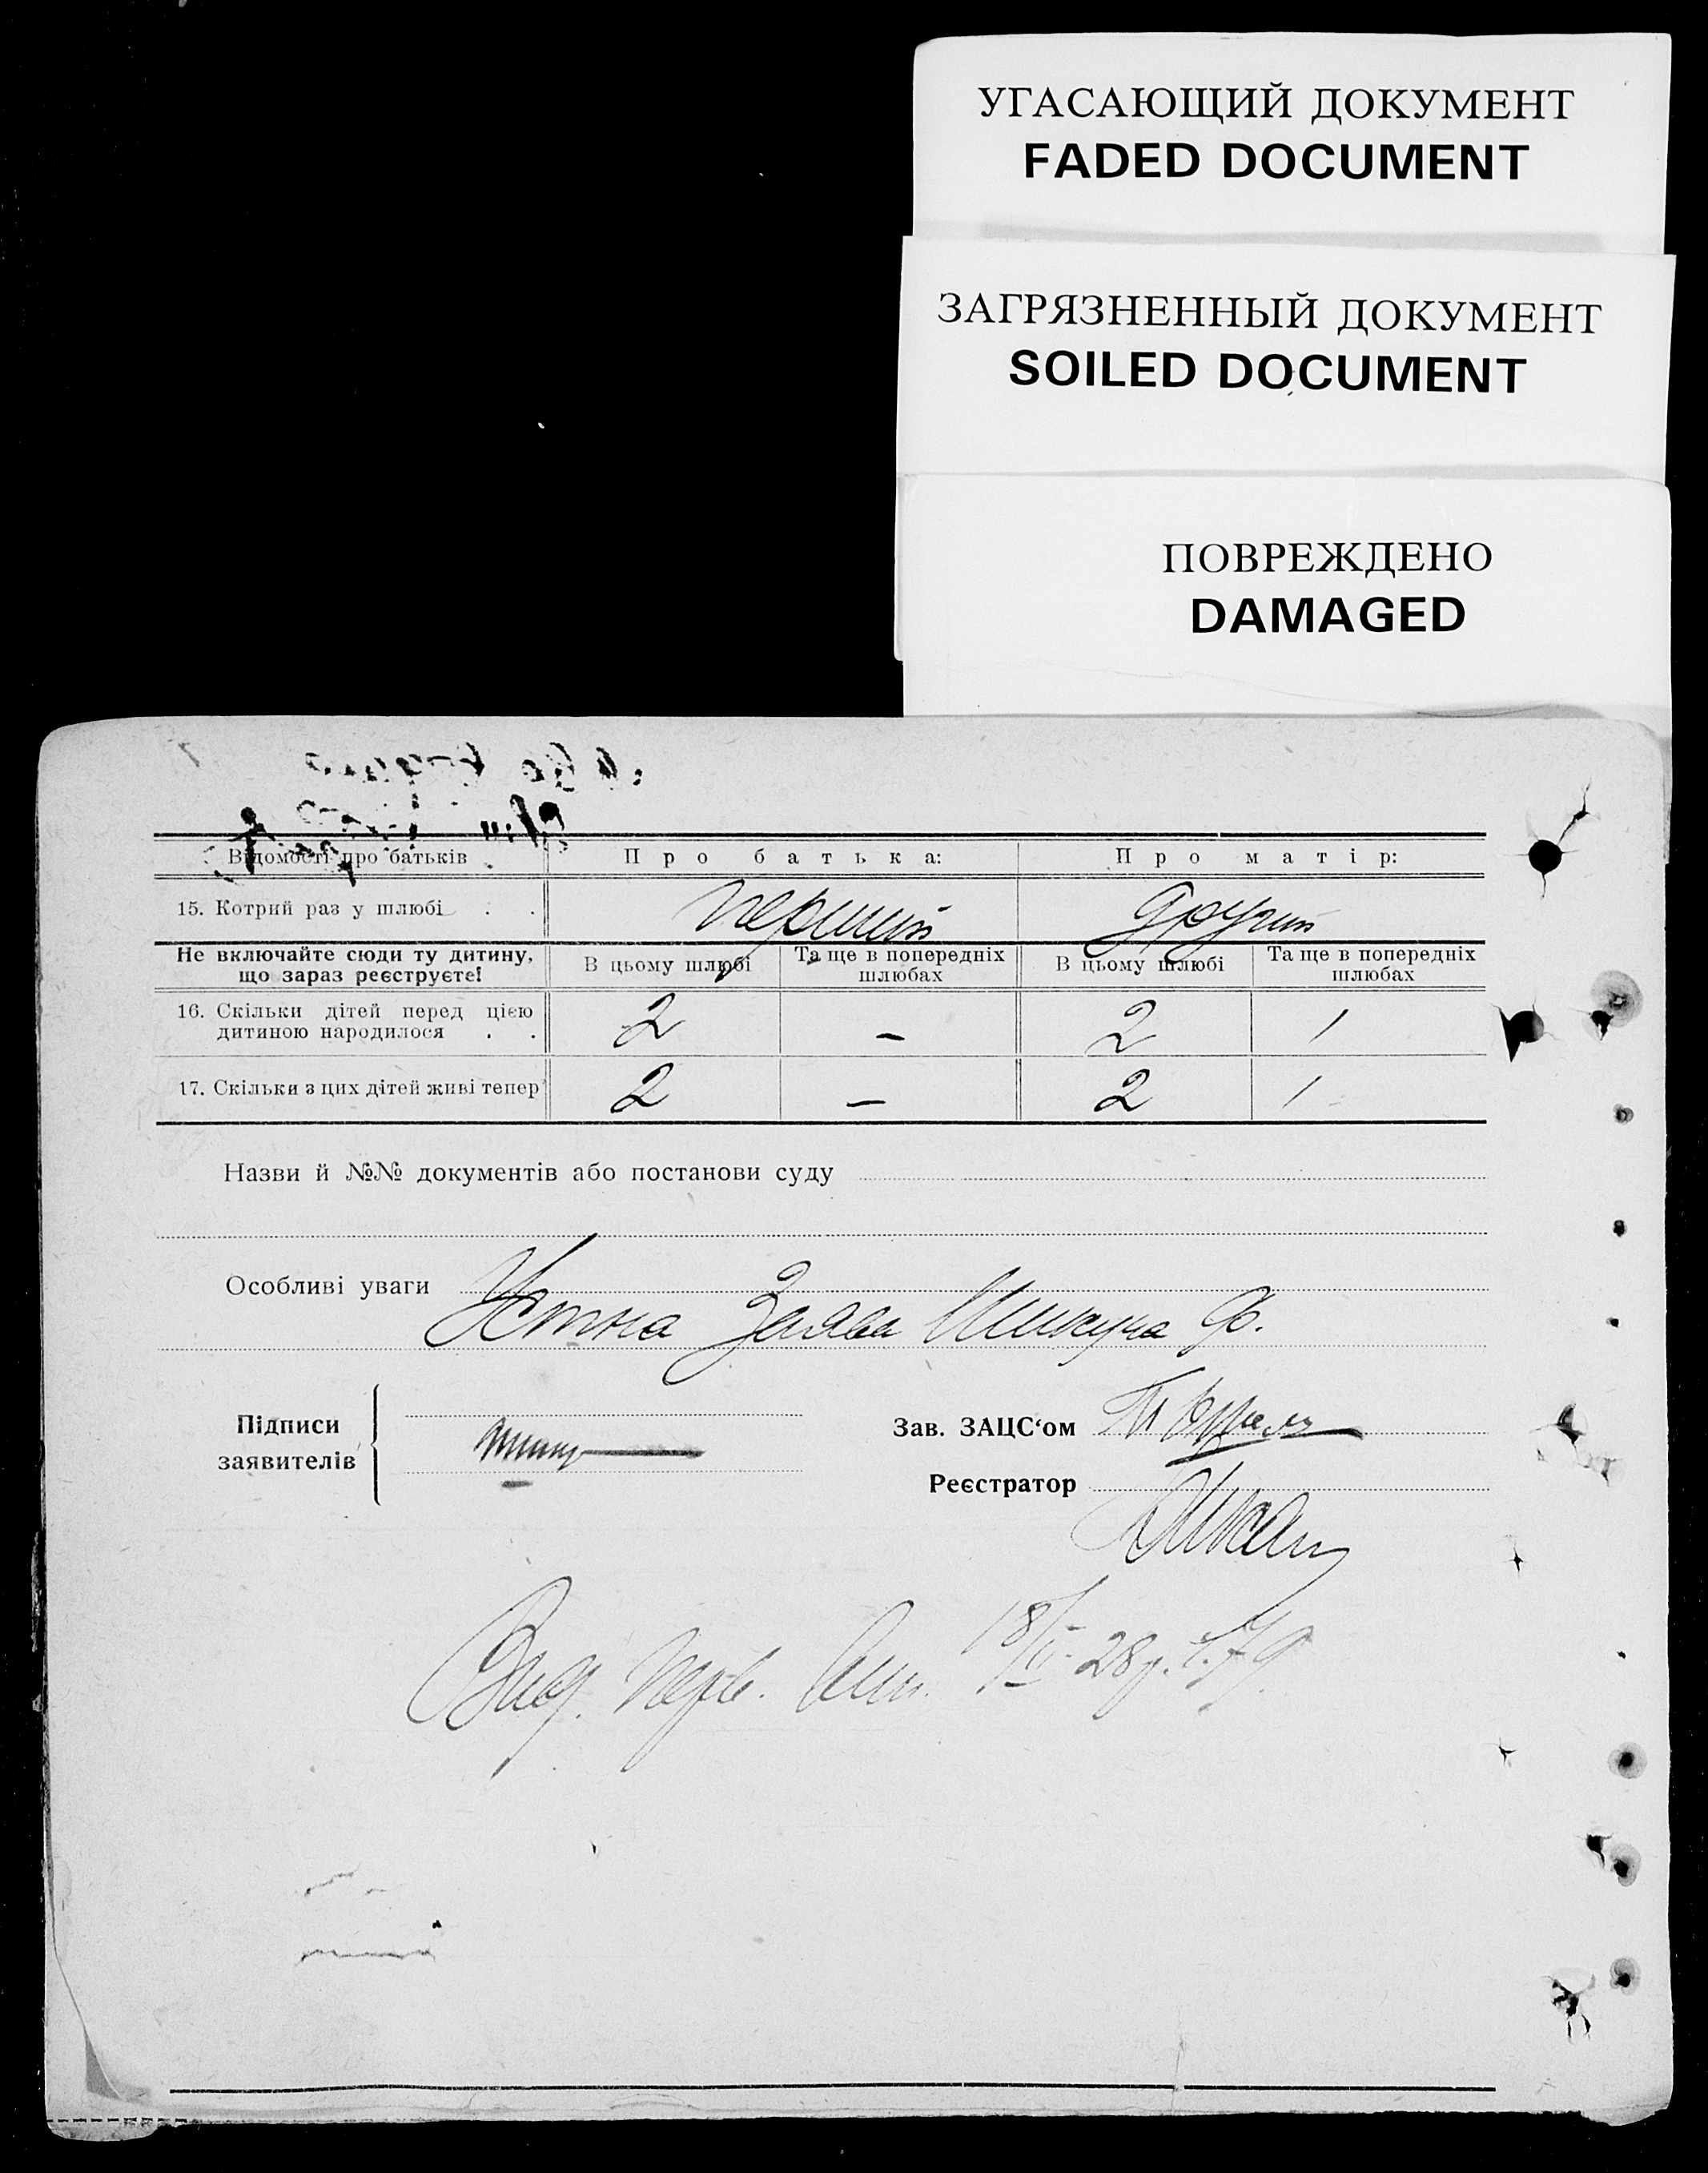 УГАСАЮЩИЙ ДОКУМЕНТ
FADED DOCUMENT
ЗАГРЯЗНЕННЫЙ ДОКУМЕНТ
SOILED DOCUMENT
ПОВРЕЖДЕНО
DAMAGED
Відомості про батьків Про батька: Про матір:
15. Котрий раз у шлюбі . . перший другий
Не включайте сюди ту дитину, що зараз реєструєте! В цьому шлюбі Та ще в попередніх шлюбах В цьому шлюбі Та ще в попередніх шлюбах
16. Скільки дітей перед цією
дитиною народилося . . 2 — 2 1
17. Скільки з цих дітей живі тепер 2 — 2 1
Назви й №№ документів або постанови суду
Особливі уваги
Устна Заява
Підписи
заявителів
Зав. ЗАЦС‘ом
Реєстратор
28